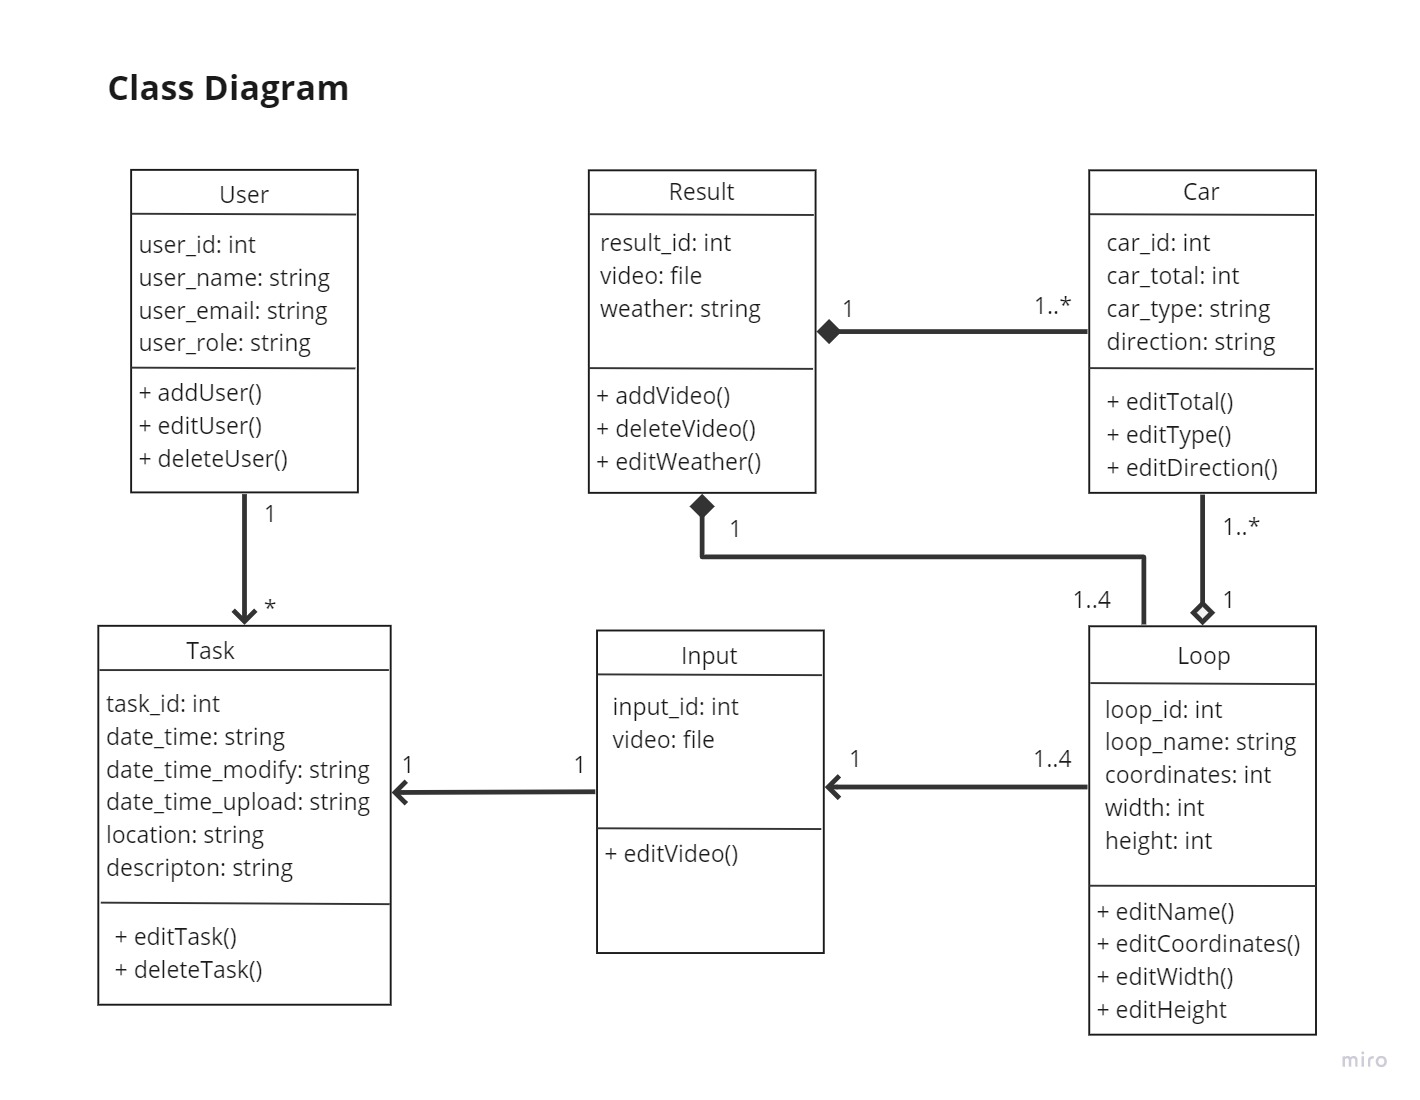 Class Diagram
User
user_id: int
user_name: string
user_email: string
user_role: string
+ addUser()
+ editUser()
+ deleteUser()
1
*
Result
result_id: int
video: file
weather: string
+ addVideo()
+ deleteVideo()
+ editWeather()
1
1..*
1
1..4
Car
car_id: int
car_total: int
car_type: string
direction: string
+ editTotal()
+ editType()
+ editDirection()
1..*
1
Task
task_id: int
date_time: string
date_time_modify: string
date_time_upload: string
location: string
descripton: string
+ editTask()
+ deleteTask()
1
1
Input
input_id: int
video: file
+ editVideo()
1
1..4
Loop
loop_id: int
loop_name: string
coordinates: int
width: int
height: int
+ editName()
+ editCoordinates()
+ editWidth()
+ editHeight
miro